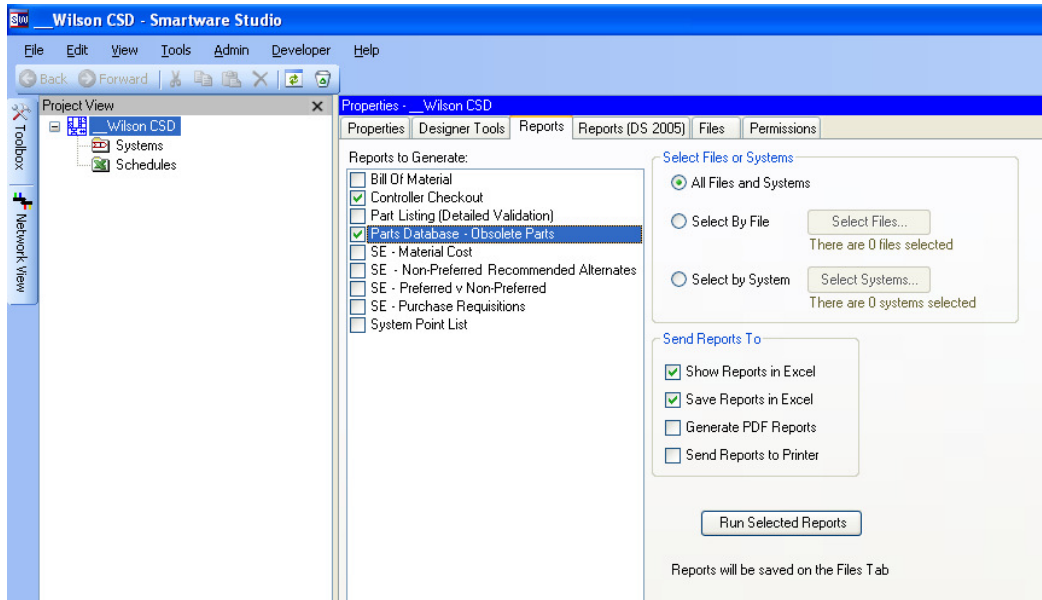 SW __Wilson CSD - Smartware Studio
File Edit View Tools Admin Developer Help
Back Forward
Toolbox
Network View
Project View
__Wilson CSD
Systems
Schedules
Properties - __Wilson CSD
Properties Designer Tools Reports Reports (DS 2005) Files Permissions
Reports to Generate:
Bill Of Material
Controller Checkout
Part Listing (Detailed Validation)
Parts Database - Obsolete Parts
SE - Material Cost
SE - Non-Preferred Recommended Alternates
SE - Preferred v Non-Preferred
SE - Purchase Requisitions
System Point List
Select Files or Systems
All Files and Systems
Select By File Select Files...
There are 0 files selected
Select by System Select Systems...
There are 0 systems selected
Send Reports To
Show Reports in Excel
Save Reports in Excel
Generate PDF Reports
Send Reports to Printer
Run Selected Reports
Reports will be saved on the Files Tab